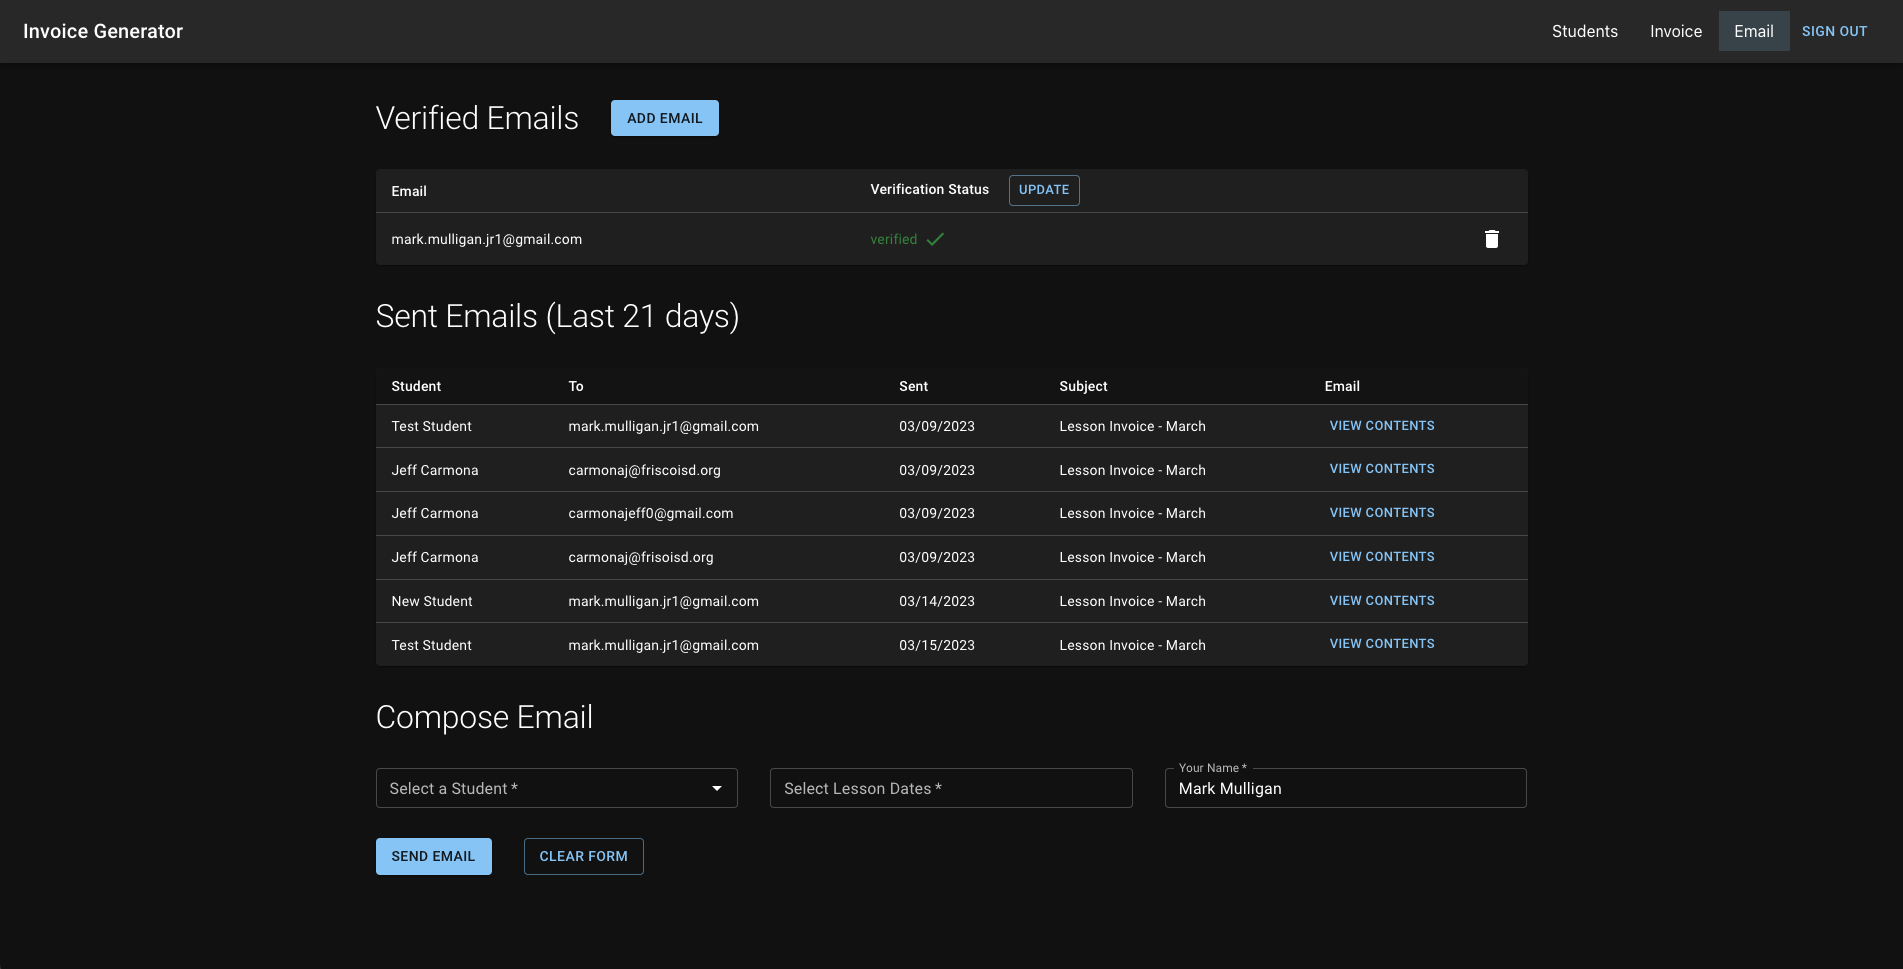 Invoice Generator
Students Invoice Email SIGN OUT
Verified Emails ADD EMAIL
Email Verification Status UPDATE
mark.mulligan.jr1@gmail.com verified
Sent Emails (Last 21 days)
Student To Sent Subject Email
Test Student mark.mulligan.jr1@gmail.com 03/09/2023 Lesson Invoice - March VIEW CONTENTS
Jeff Carmona carmonaj@friscoisd.org 03/09/2023 Lesson Invoice - March VIEW CONTENTS
Jeff Carmona carmonajeff0@gmail.com 03/09/2023 Lesson Invoice - March VIEW CONTENTS
Jeff Carmona carmonaj@frisoisd.org 03/09/2023 Lesson Invoice - March VIEW CONTENTS
New Student mark.mulligan.jr1@gmail.com 03/14/2023 Lesson Invoice - March VIEW CONTENTS
Test Student mark.mulligan.jr1@gmail.com 03/15/2023 Lesson Invoice - March VIEW CONTENTS
Compose Email
Your Name *
Select a Student * Select Lesson Dates * Mark Mulligan
SEND EMAIL CLEAR FORM